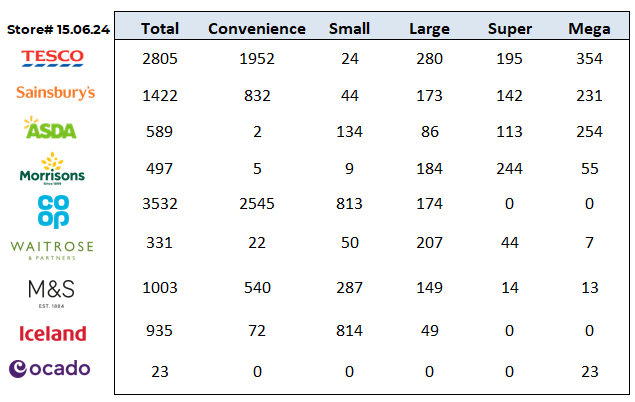 Store# 15.06.24 Total Convenience Small Large Super Mega
TESCO 2805 1952 24 280 195 354
Sainsbury's 1422 832 44 173 142 231
ASDA 589 2 134 86 113 254
Morrisons 497 5 9 184 244 55
Since 1899
CO
OP 3532 2545 813 174 0 0
WAITROSE 331 22 50 207 44 7
& PARTNERS
M&S 1003 540 287 149 14 13
EST. 1884
Iceland 935 72 814 49 0 0
ocado 23 0 0 0 0 23